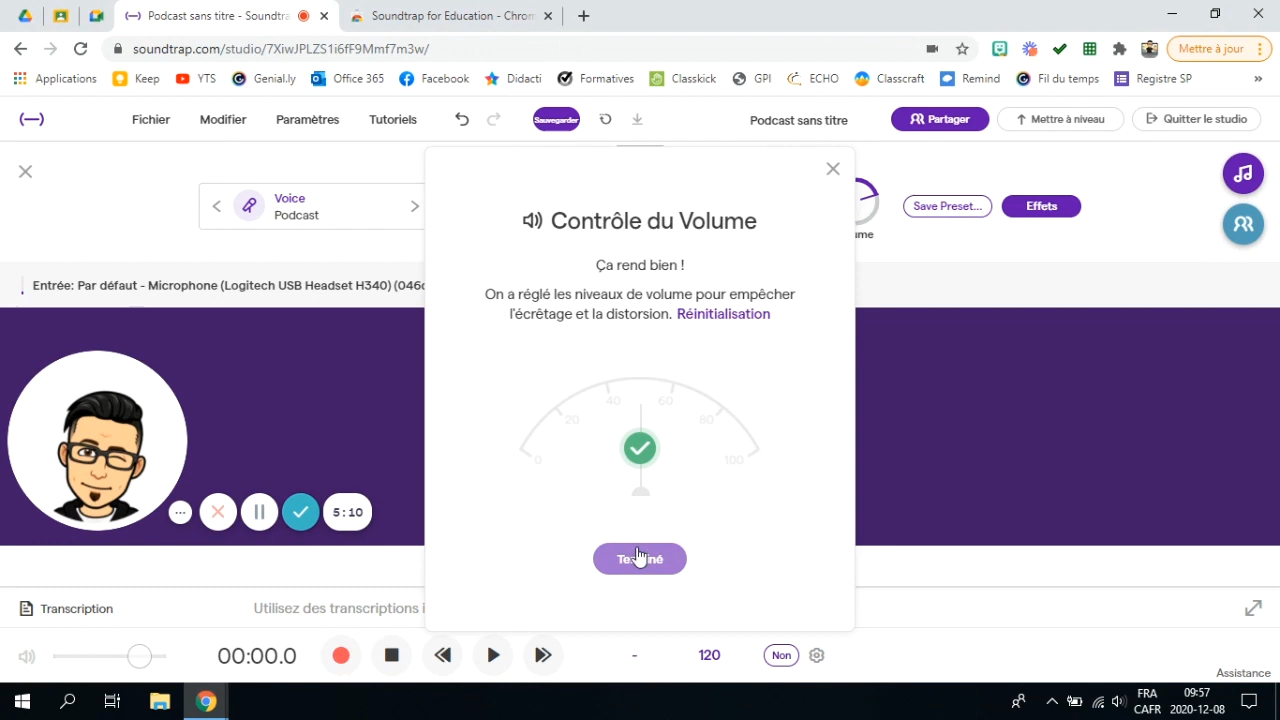 Podcast sans titre - Soundtra
Soundtrap for Education - Chrom
soundtrap.com/studio/7XiwJPLZS1i6fF9Mmf7m3w/
Mettre à jour
Applications Keep YTS Genial.ly Office 365 Facebook Didacti Formatives Classkick GPI ECHO Classcraft Remind Fil du temps Registre SP »
Fichier Modifier Paramètres Tutoriels Sauvegarder Podcast sans titre Partager Mettre à niveau Quitter le studio
Voice
Podcast
Contrôle du Volume
Save Preset... Effets
ume
Ça rend bien !
Entrée: Par défaut - Microphone (Logitech USB Headset H340) (046d
On a réglé les niveaux de volume pour empêcher
l'écrêtage et la distorsion. Réinitialisation
0 20 40 60 80 100
5:10
Transcription Utilisez des transcriptions i
00:00.0 - 120 Non
Assistance
FRA 09:57
CAFR 2020-12-08